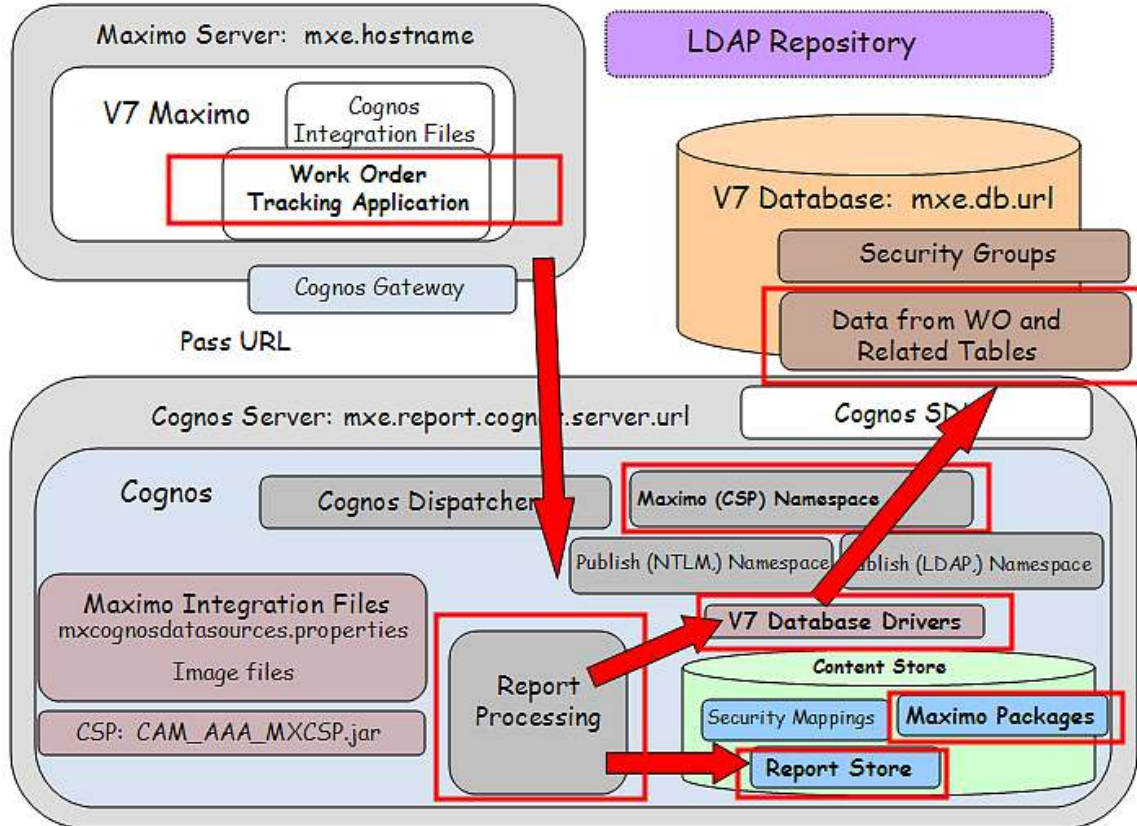 Maximo Server: mxe.hostname
V7 Maximo
Cognos
Integration Files
Work Order
Tracking Application
Cognos Gateway
Pass URL
LDAP Repository
V7 Database: mxe.db.url
Security Groups
Data from WO and
Related Tables
Cognos Server: mxe.report.cognos.server.url
Cognos
Cognos Dispatcher
Maximo (CSP) Namespace
Publish (NTLM.) Namespace
(LDAP.) Namespace
Maximo Integration Files
mxcognosdatasources.properties
Image files
CSP: CAM_AAA_MXCSP.jar
Report
Processing
V7 Database Drivers
Content Store
Security Mappings
Maximo Packages
Report Store